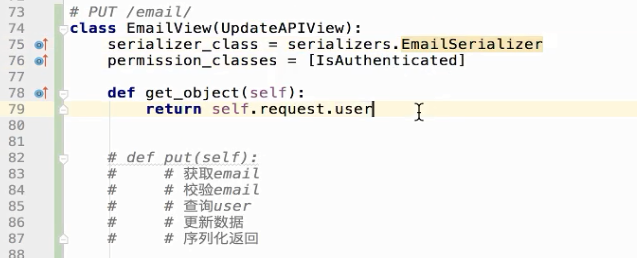 73 # PUT /email/
74 class EmailView(UpdateAPIView):
75     serializer_class = serializers.EmailSerializer
76     permission_classes = [IsAuthenticated]
77
78     def get_object(self):
79         return self.request.user
80
81
82     # def put(self):
83     #     # 获取email
84     #     # 校验email
85     #     # 查询user
86     #     # 更新数据
87     #     # 序列化返回
88